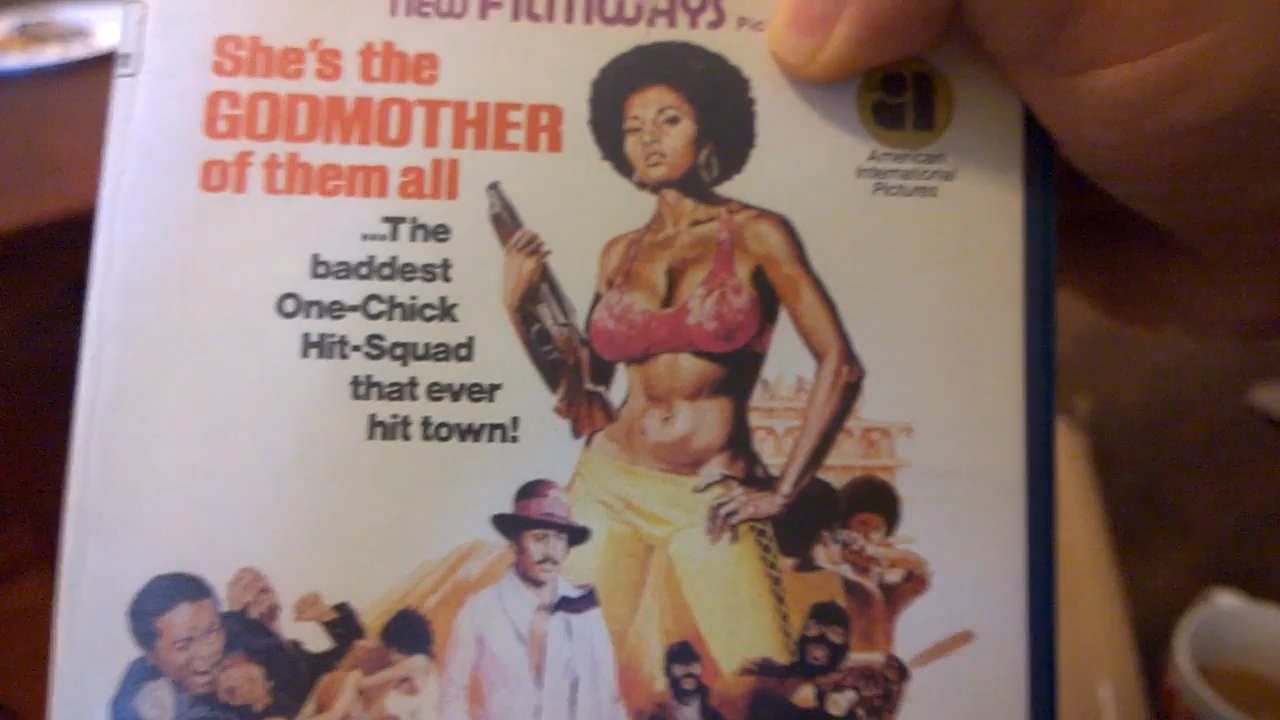 new FILMWAYS Pic
She's the
GODMOTHER
of them all
...The
baddest
One-Chick
Hit-Squad
that ever
hit town!
American
International
Pictures